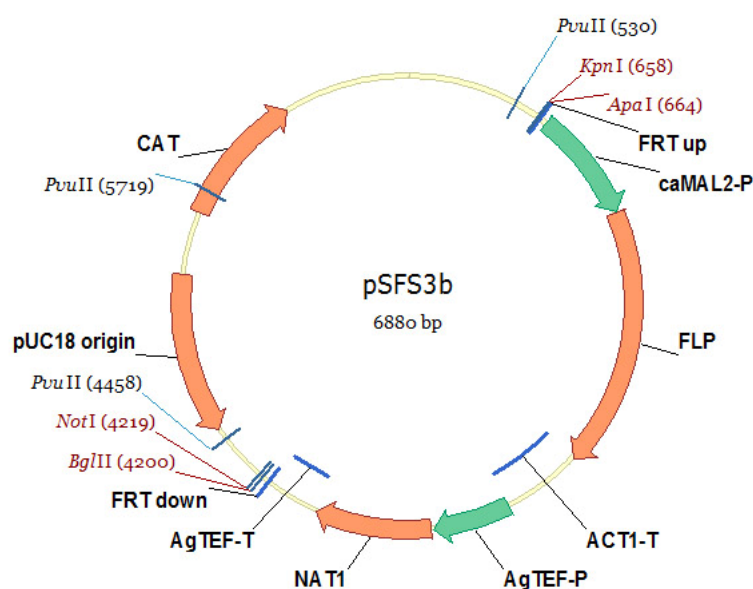 PvuII (530)
KpnI (658)
ApaI (664)
FRT up
caMAL2-P
CAT
PvuII (5719)
pSFS3b
6880 bp
FLP
pUC18 origin
PvuII (4458)
NotI (4219)
BglII (4200)
FRT down
AgTEF-T
NAT1
AgTEF-P
ACT1-T